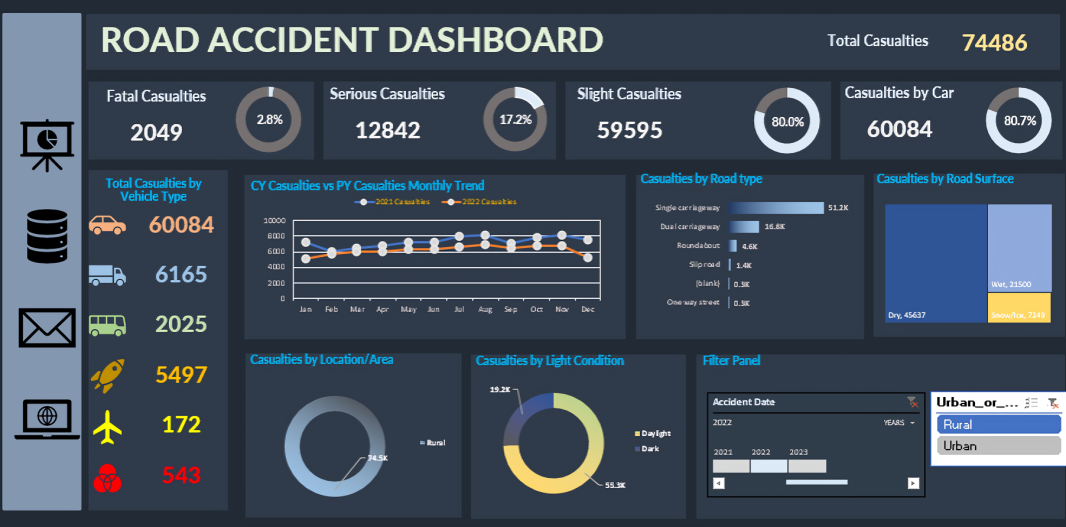 ROAD ACCIDENT DASHBOARD
Total Casualties
74486
Fatal Casualties
2049
2.8%
Serious Casualties
12842
17.2%
Slight Casualties
59595
80.0%
Casualties by Car
60084
80.7%
Total Casualties by
Vehicle Type
60084
6165
2025
5497
172
543
CY Casualties vs PY Casualties Monthly Trend
2021 Casualties
2022 Casualties
10000
8000
6000
4000
2000
0
Jan Feb Mar Apr May Jun Jul Aug Sep Oct Nov Dec
Casualties by Road type
Single carriageway 51.2K
Dual carriageway 16.8K
Roundabout 4.6K
Slip road 1.4K
(blank) 0.3K
One way street 0.3K
Casualties by Road Surface
Dry, 45637
Wet, 21500
Snow/Ice, 7349
Casualties by Location/Area
74.5K
Rural
Casualties by Light Condition
19.2K
55.3K
Daylight
Dark
Filter Panel
Accident Date
2022
YEARS
2021 2022 2023
Urban_or_...
Rural
Urban